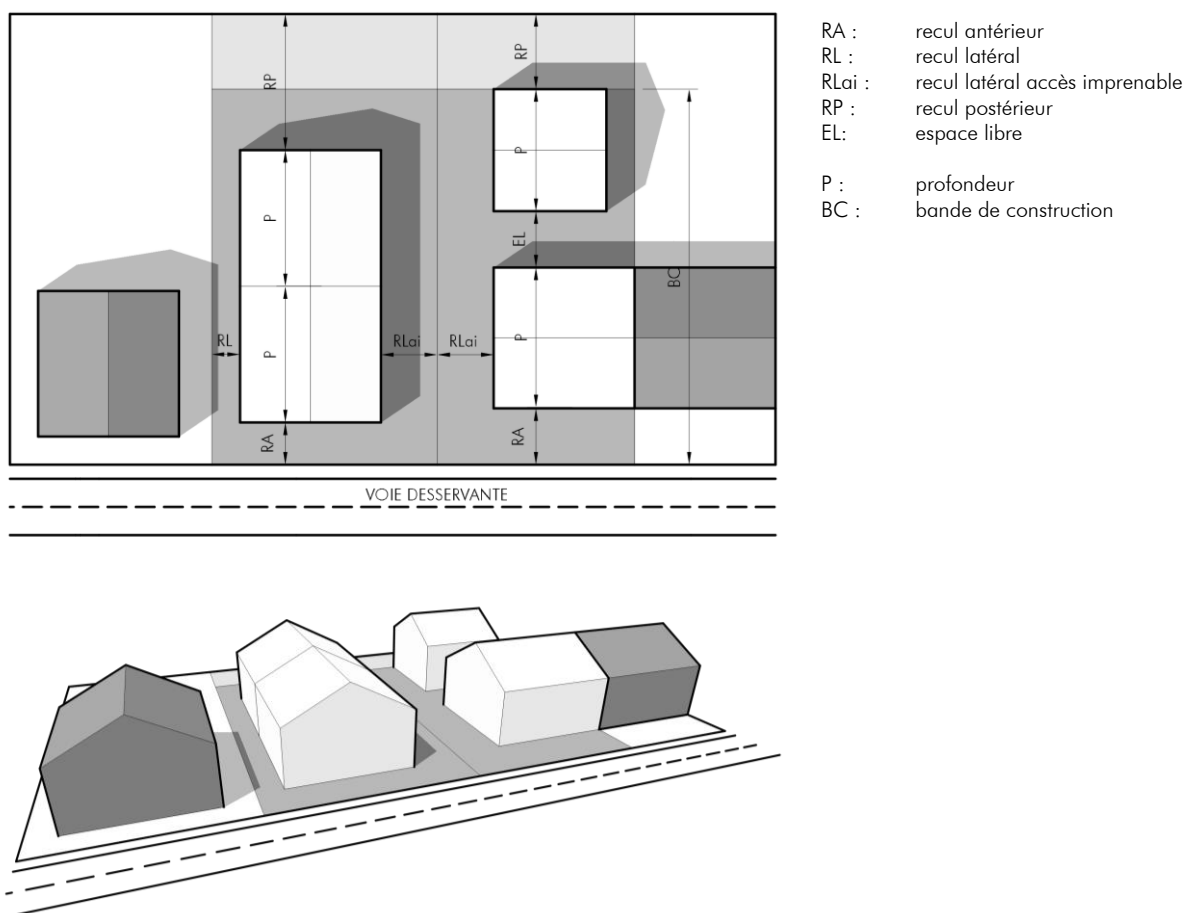 RP
RP
P
P
EL
BC
RL
RLai
RLai
P
P
RA
RA
VOIE DESSERVANTE
RA : recul antérieur
RL : recul latéral
RLai : recul latéral accès imprenable
RP : recul postérieur
EL: espace libre
P : profondeur
BC : bande de construction